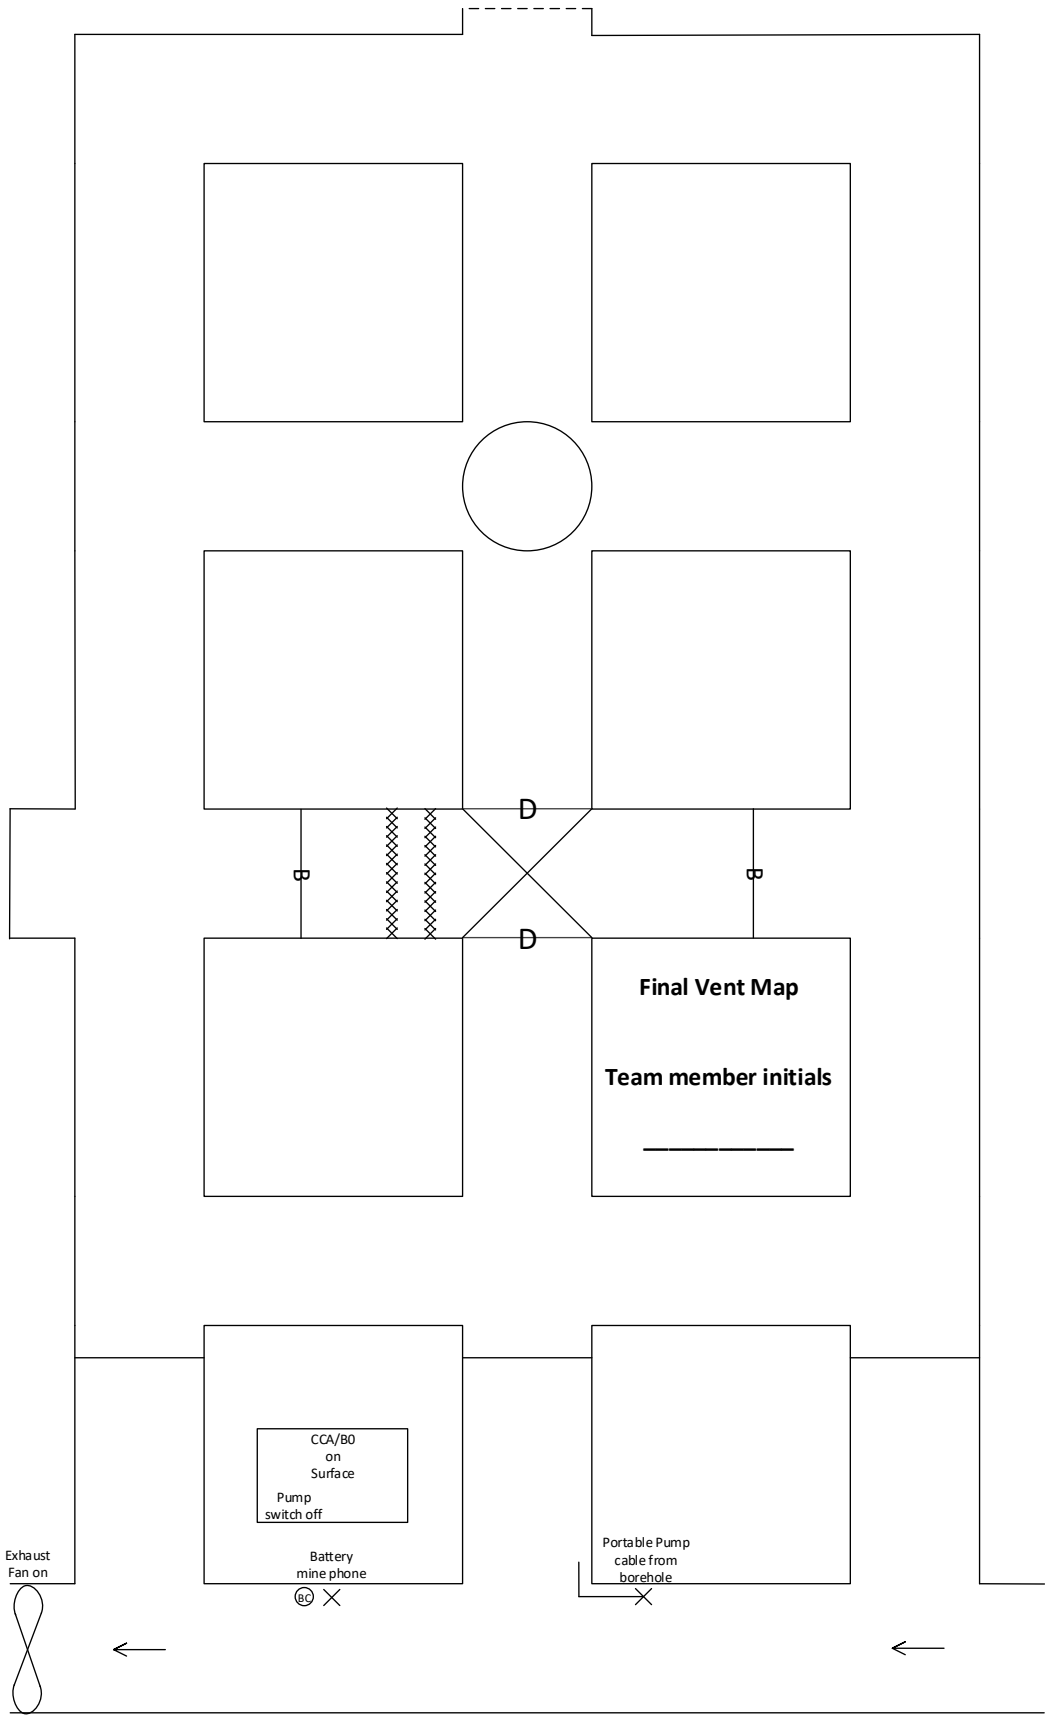 D
B
B
D
Final Vent Map
Team member initials
CCA/B0
on
Surface
Pump
switch off
Exhaust
Fan on
Battery
mine phone
BC
Portable Pump
cable from
borehole